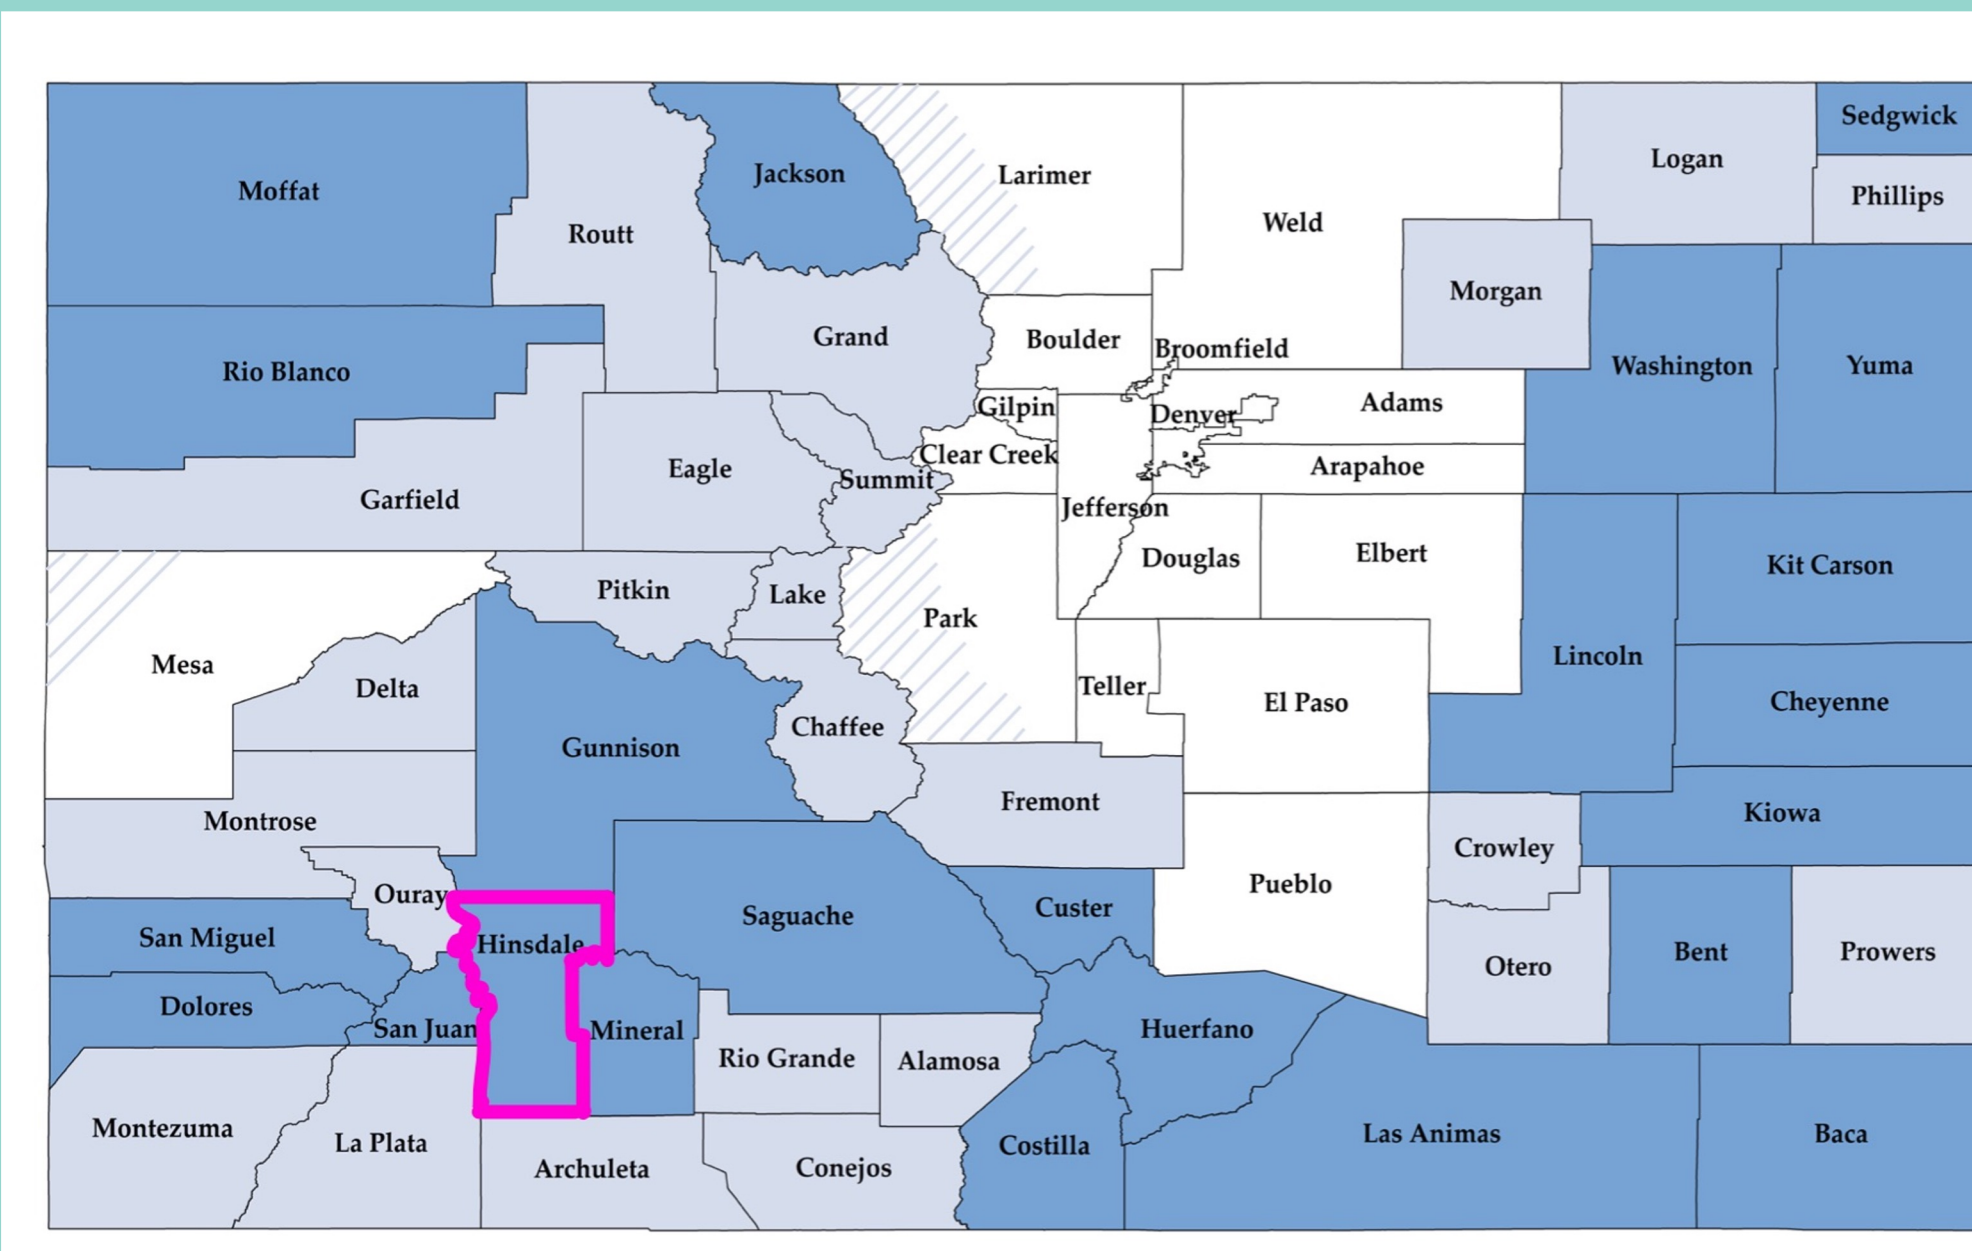 Sedgwick
Logan
Jackson
Larimer
Moffat
Phillips
Weld
Routt
Morgan
Grand
Boulder
Broomfield
Washington
Yuma
Rio Blanco
Adams
Gilpin
Denver
Clear Creek
Arapahoe
Eagle
Summit
Garfield
Jefferson
Elbert
Douglas
Kit Carson
Pitkin
Lake
Park
Lincoln
Mesa
Delta
Teller
El Paso
Cheyenne
Chaffee
Gunnison
Fremont
Kiowa
Montrose
Crowley
Pueblo
Ouray
Custer
Saguache
San Miguel
Hinsdale
Bent
Prowers
Otero
Dolores
San Juan
Mineral
Huerfano
Rio Grande
Alamosa
Montezuma
La Plata
Las Animas
Baca
Costilla
Archuleta
Conejos